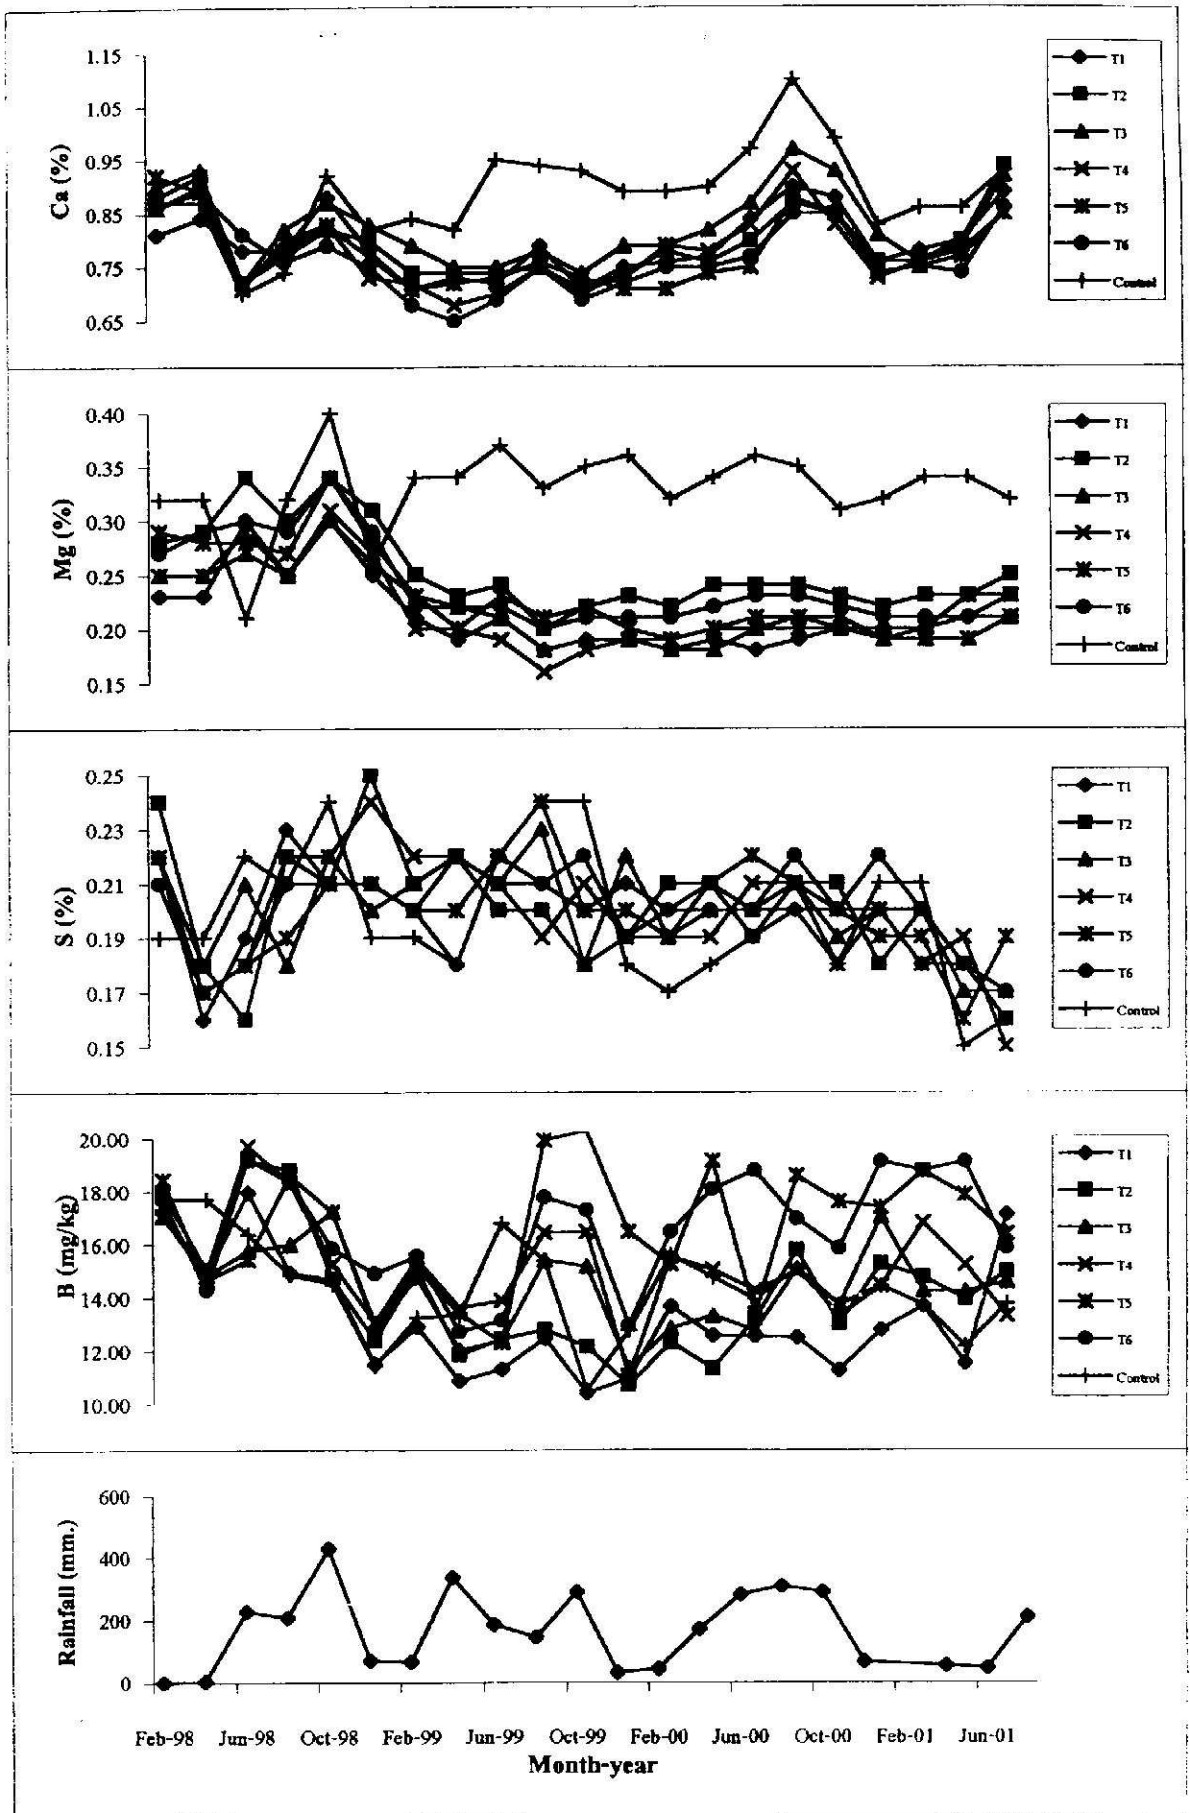 Ca (%)
1.15
1.05
0.95
0.85
0.75
0.65
T1
T2
T3
T4
T5
T6
Control
Mg (%)
0.40
0.35
0.30
0.25
0.20
0.15
T1
T2
T3
T4
T5
T6
Control
S (%)
0.25
0.23
0.21
0.19
0.17
0.15
T1
T2
T3
T4
T5
T6
Control
B (mg/kg)
20.00
18.00
16.00
14.00
12.00
10.00
T1
T2
T3
T4
T5
T6
Control
Rainfall (mm.)
600
400
200
0
Feb-98 Jun-98 Oct-98 Feb-99 Jun-99 Oct-99 Feb-00 Jun-00 Oct-00 Feb-01 Jun-01
Month-year